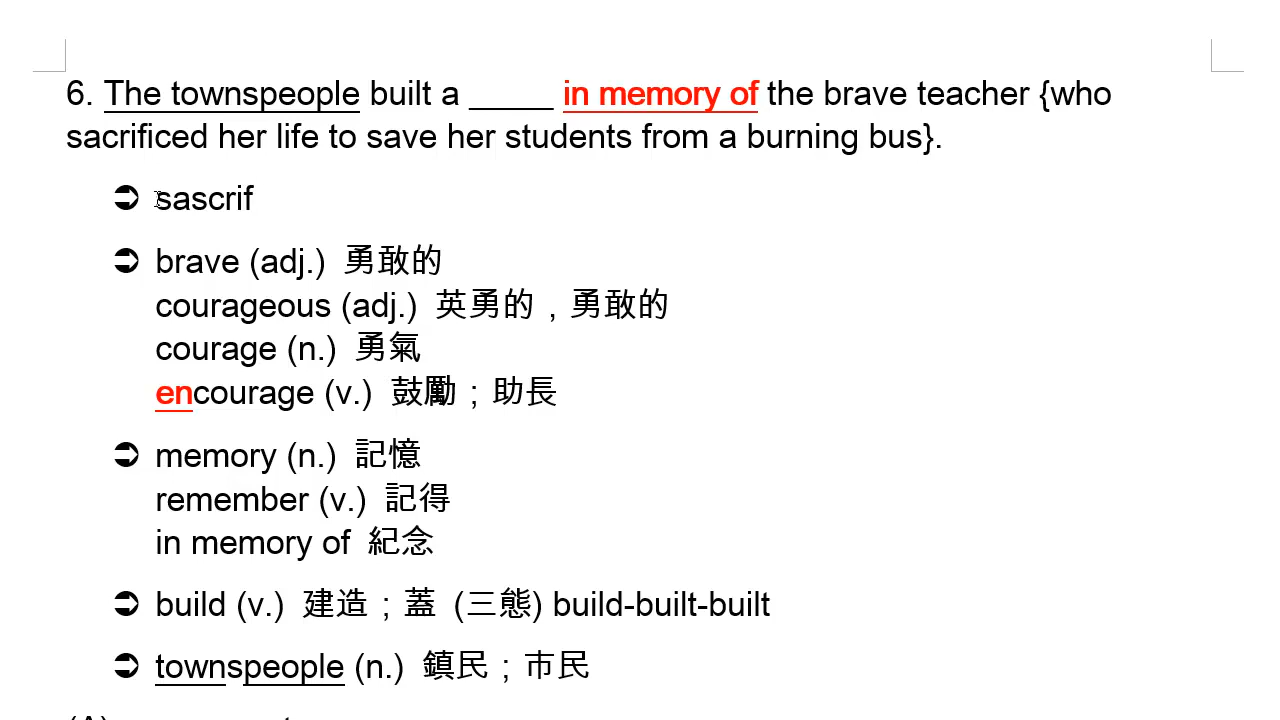 6. The townspeople built a _____ in memory of the brave teacher {who
sacrificed her life to save her students from a burning bus}.
➲ sascrif
➲ brave (adj.) 勇敢的
courageous (adj.) 英勇的，勇敢的
courage (n.) 勇氣
encourage (v.) 鼓勵；助長
➲ memory (n.) 記憶
remember (v.) 記得
in memory of 紀念
➲ build (v.) 建造；蓋 (三態) build-built-built
➲ townspeople (n.) 鎮民；市民